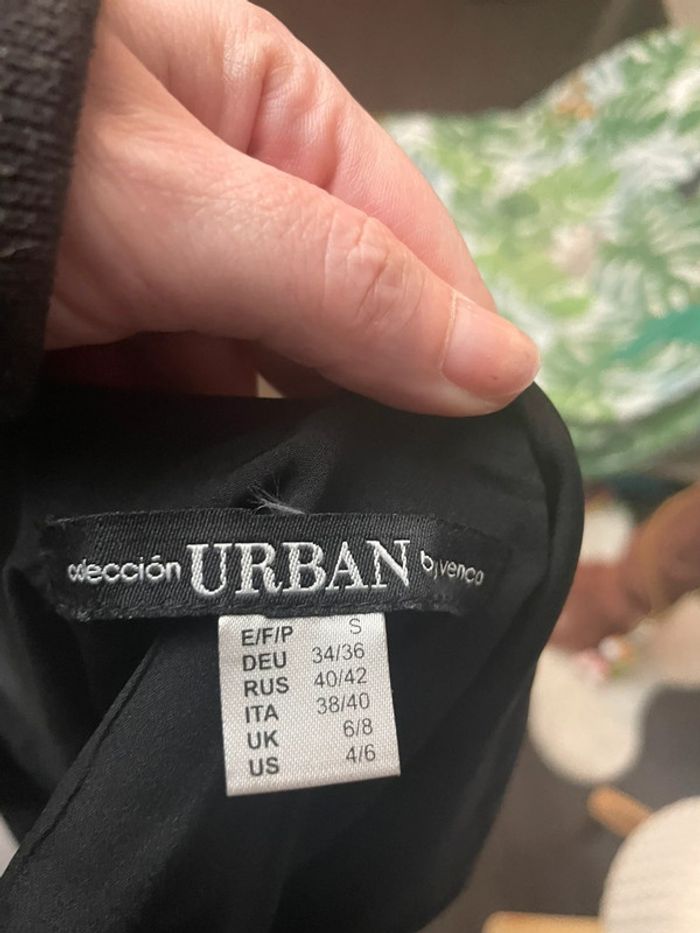 colección URBAN by venca
E/F/P S
DEU 34/36
RUS 40/42
ITA 38/40
UK 6/8
US 4/6